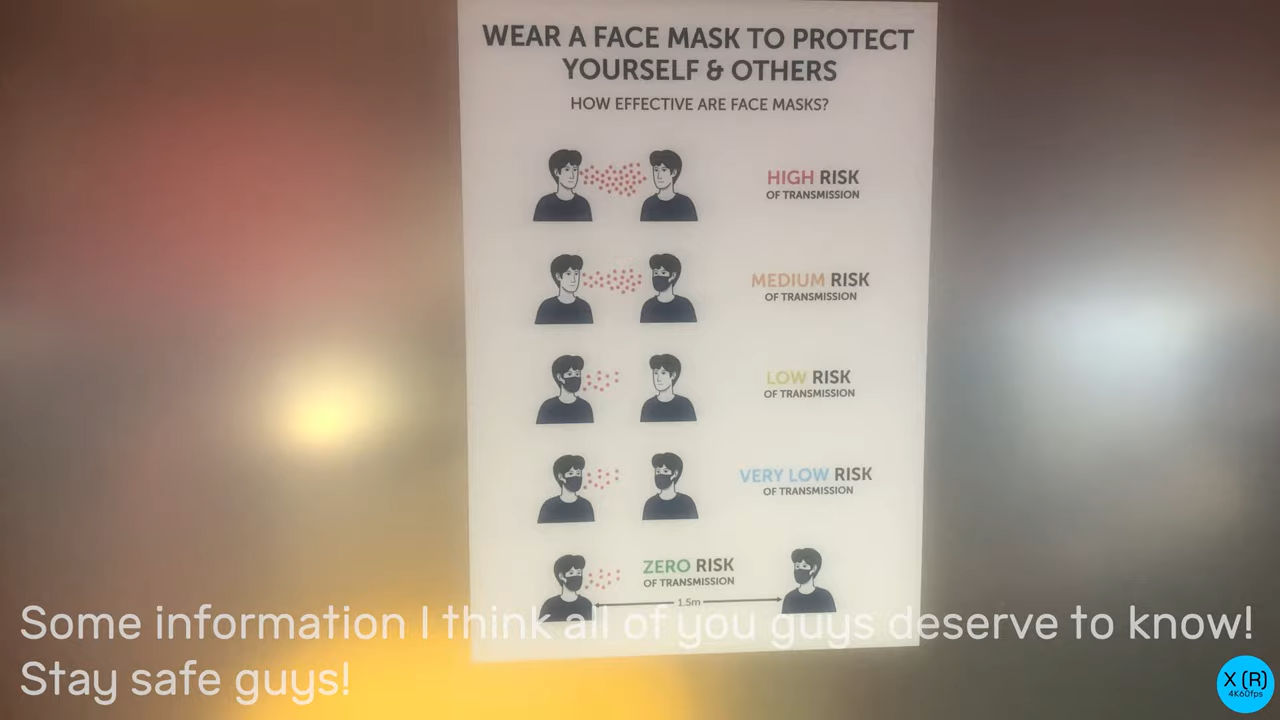 WEAR A FACE MASK TO PROTECT
YOURSELF & OTHERS
HOW EFFECTIVE ARE FACE MASKS?
HIGH RISK
OF TRANSMISSION
MEDIUM RISK
OF TRANSMISSION
LOW RISK
OF TRANSMISSION
VERY LOW RISK
OF TRANSMISSION
ZERO RISK
OF TRANSMISSION
1.5m
Some information I think all of you guys deserve to know!
Stay safe guys!
X (R)
4K60fps